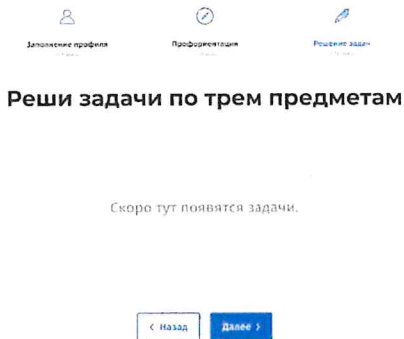 Заполнение профиля
Профориентация
Решение задач
Реши задачи по трем предметам
Скоро тут появятся задачи.
< Назад
Далее >